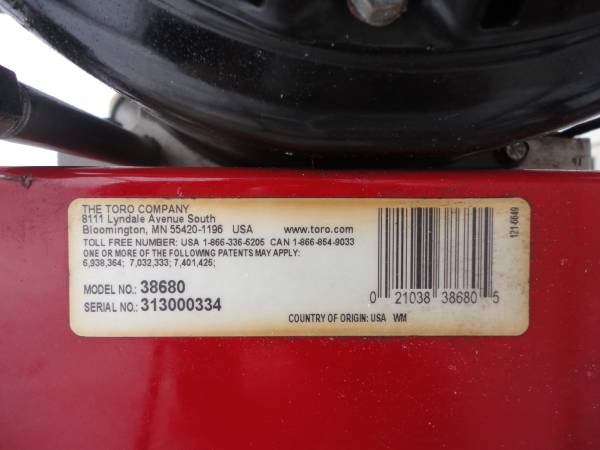 THE TORO COMPANY
8111 Lyndale Avenue South
Bloomington, MN 55420-1196 USA www.toro.com
TOLL FREE NUMBER: USA 1-866-336-5205 CAN 1-866-854-9033
ONE OR MORE OF THE FOLLOWING PATENTS MAY APPLY:
6,938,364; 7,032,333; 7,401,425;
MODEL NO.: 38680
SERIAL NO.: 313000334
COUNTRY OF ORIGIN: USA WM
0 21038 38680 5
121-6849